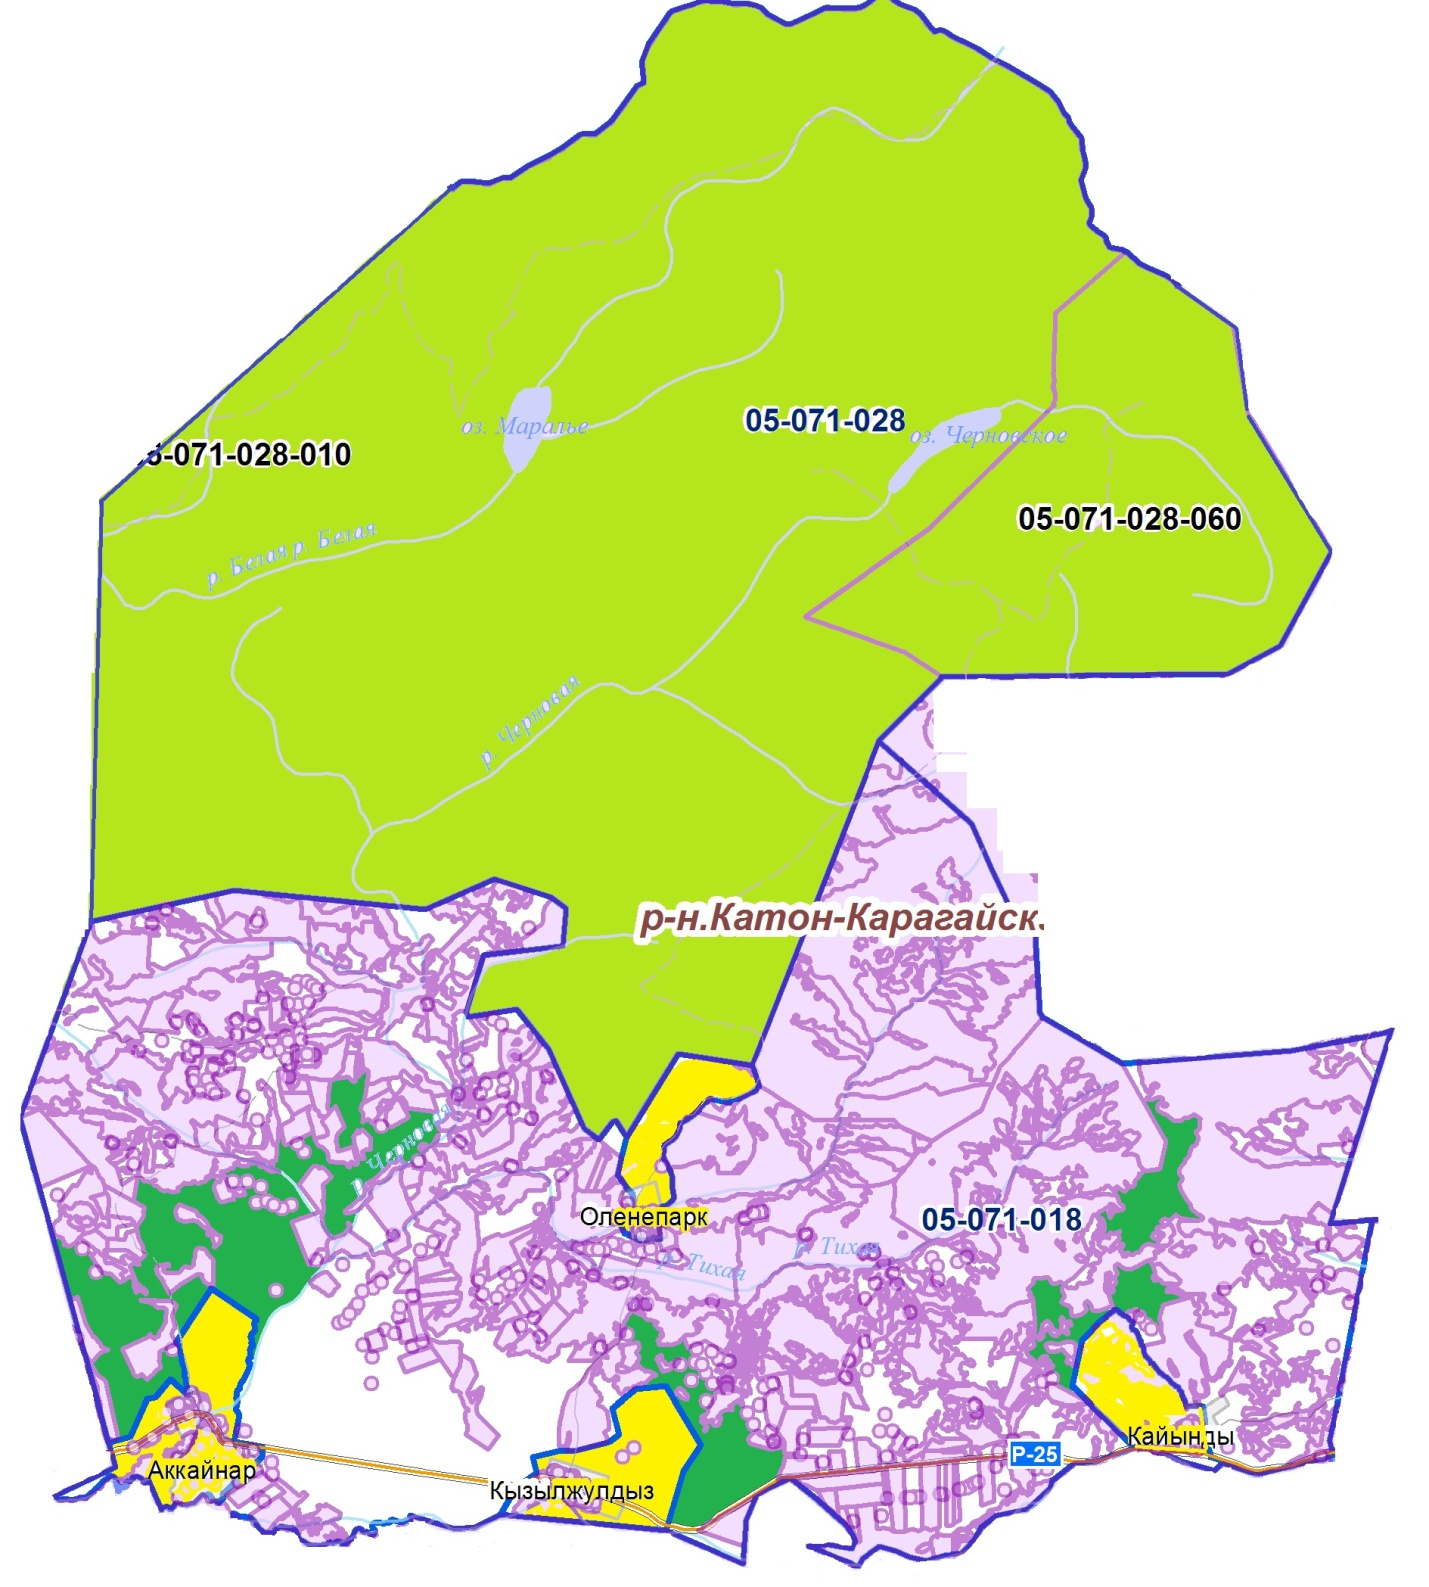 05-071-028
оз. Маралье
оз. Черновское
-071-028-010
05-071-028-060
р. Белая р. Белая
р. Черновая
р-н.Катон-Карагайск.
р. Черновая
Оленепарк
05-071-018
р. Тихая
р. Тихая
Кайынды
Р-25
Аккайнар
Кызылжулдыз